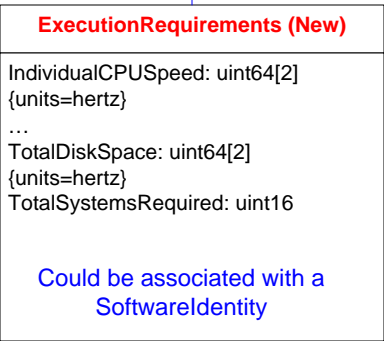 ExecutionRequirements (New)
IndividualCPUSpeed: uint64[2]
{units=hertz}
…
TotalDiskSpace: uint64[2]
{units=hertz}
TotalSystemsRequired: uint16
Could be associated with a
SoftwareIdentity